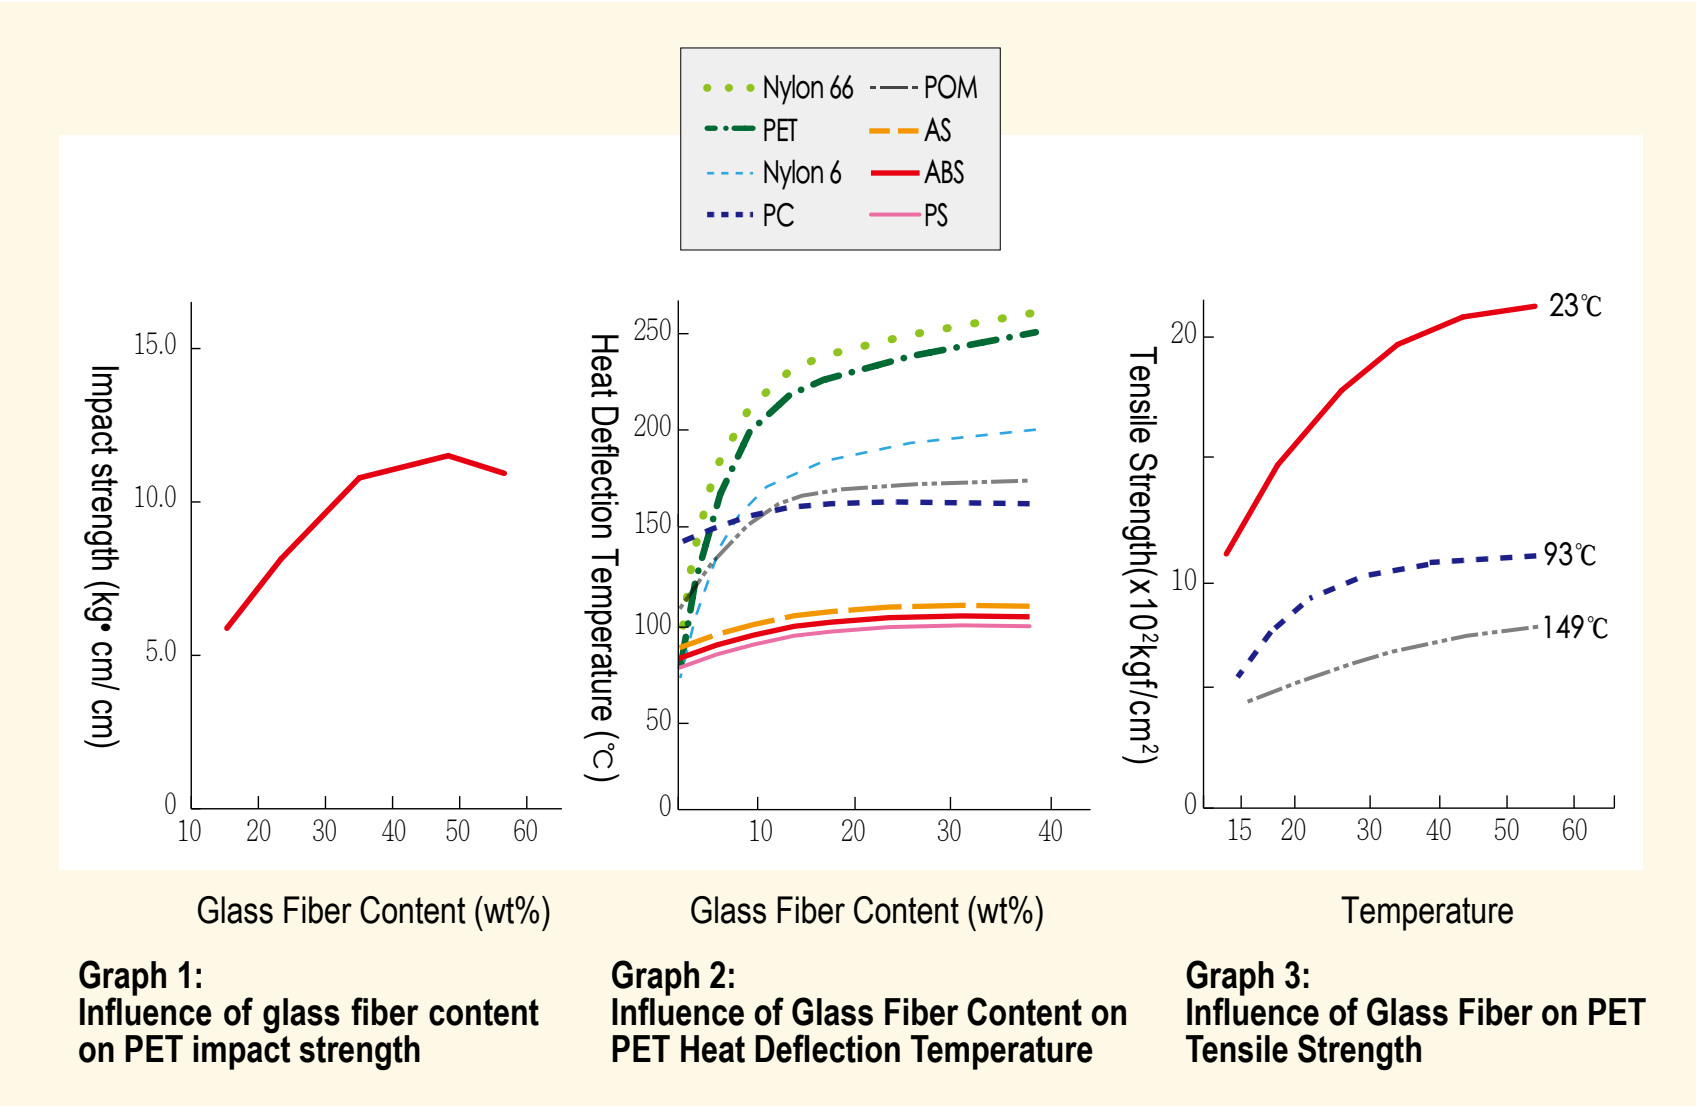 Nylon 66
POM
PET
AS
Nylon 6
ABS
PC
PS
Impact strength (kg• cm/ cm)
15.0
10.0
5.0
0
10 20 30 40 50 60
Glass Fiber Content (wt%)
Graph 1:
Influence of glass fiber content
on PET impact strength
Heat Deflection Temperature (℃)
250
200
150
100
50
0
10 20 30 40
Glass Fiber Content (wt%)
Graph 2:
Influence of Glass Fiber Content on
PET Heat Deflection Temperature
Tensile Strength(x10²kgf/cm²)
20
10
0
23℃
93℃
149℃
15 20 30 40 50 60
Temperature
Graph 3:
Influence of Glass Fiber on PET
Tensile Strength